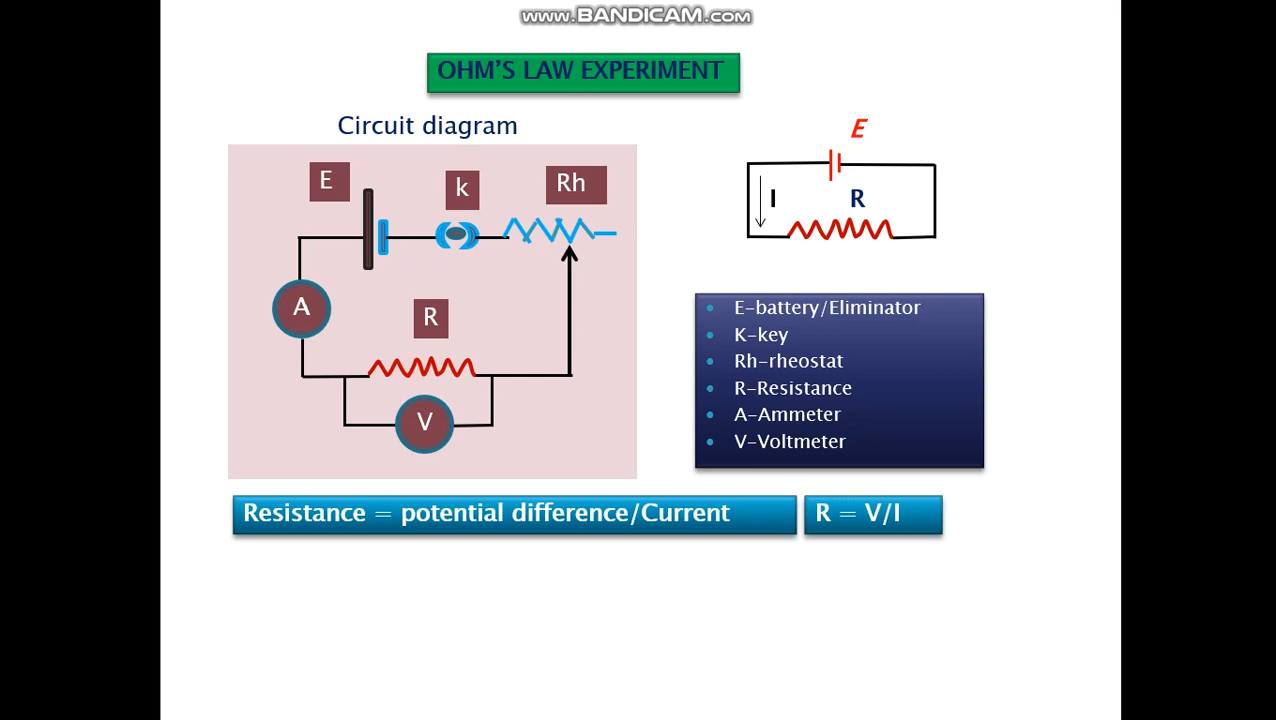 www.BANDICAM.com
OHM'S LAW EXPERIMENT
Circuit diagram
E
k
Rh
A
R
V
E
I
R
E-battery/Eliminator
K-key
Rh-rheostat
R-Resistance
A-Ammeter
V-Voltmeter
Resistance = potential difference/Current
R = V/I